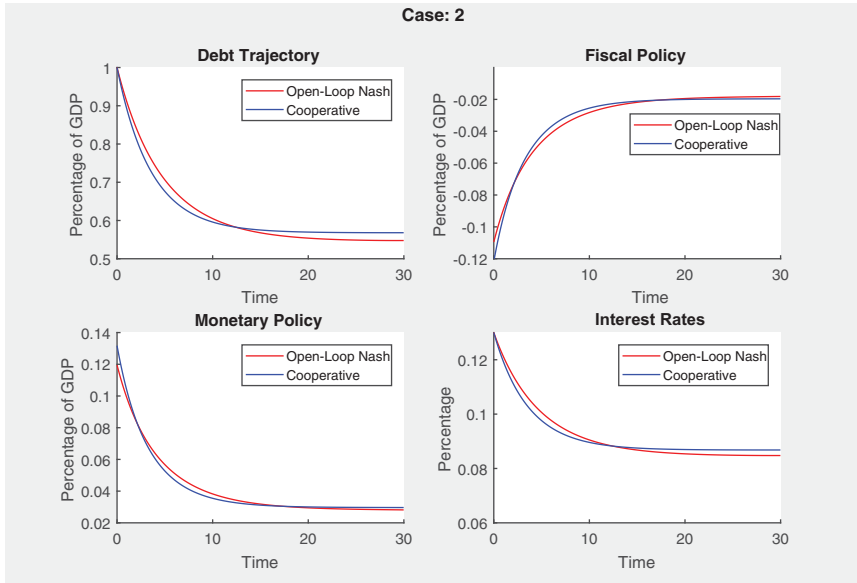 Case: 2
Debt Trajectory
Percentage of GDP
1
0.9
0.8
0.7
0.6
0.5
0
10
20
30
Time
Open-Loop Nash
Cooperative
Fiscal Policy
Percentage of GDP
-0.02
-0.04
-0.06
-0.08
-0.1
-0.12
0
10
20
30
Time
Open-Loop Nash
Cooperative
Monetary Policy
Percentage of GDP
0.14
0.12
0.1
0.08
0.06
0.04
0.02
0
10
20
30
Time
Open-Loop Nash
Cooperative
Interest Rates
Percentage
0.12
0.1
0.08
0.06
0
10
20
30
Time
Open-Loop Nash
Cooperative